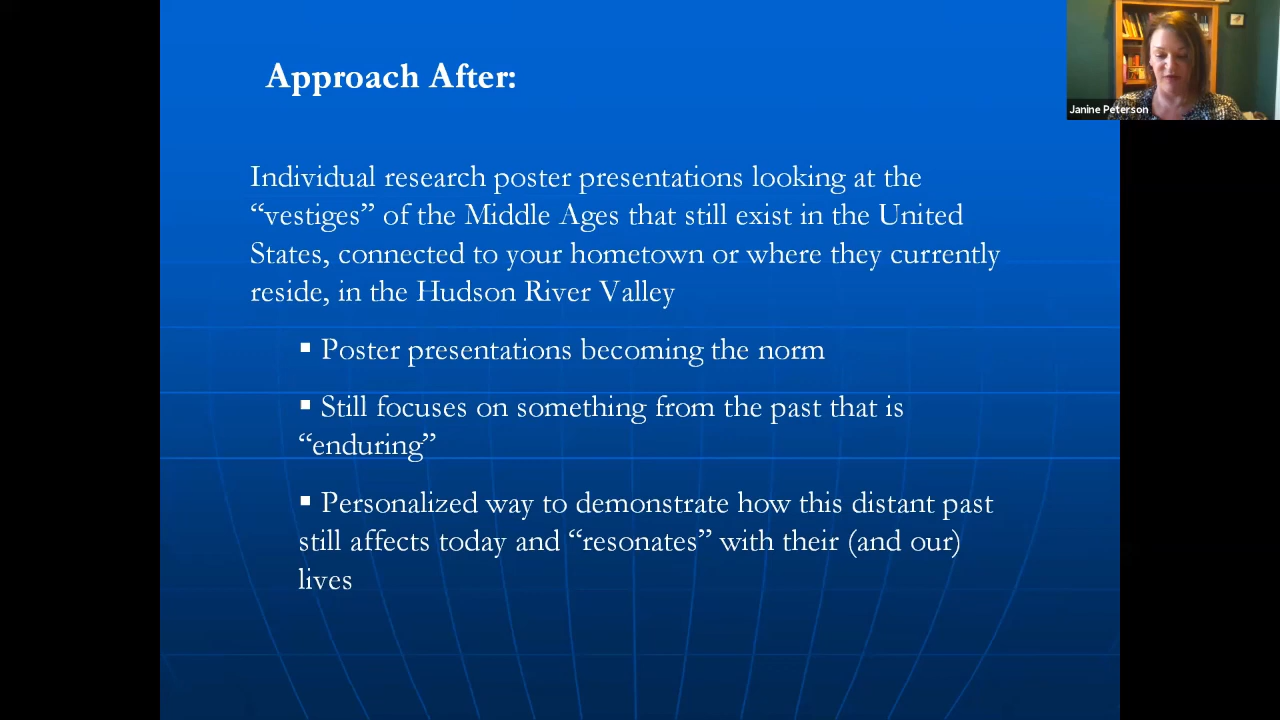 Approach After:
Individual research poster presentations looking at the
“vestiges” of the Middle Ages that still exist in the United
States, connected to your hometown or where they currently
reside, in the Hudson River Valley
▪ Poster presentations becoming the norm
▪ Still focuses on something from the past that is
“enduring”
▪ Personalized way to demonstrate how this distant past
still affects today and “resonates” with their (and our)
lives
Janine Peterson